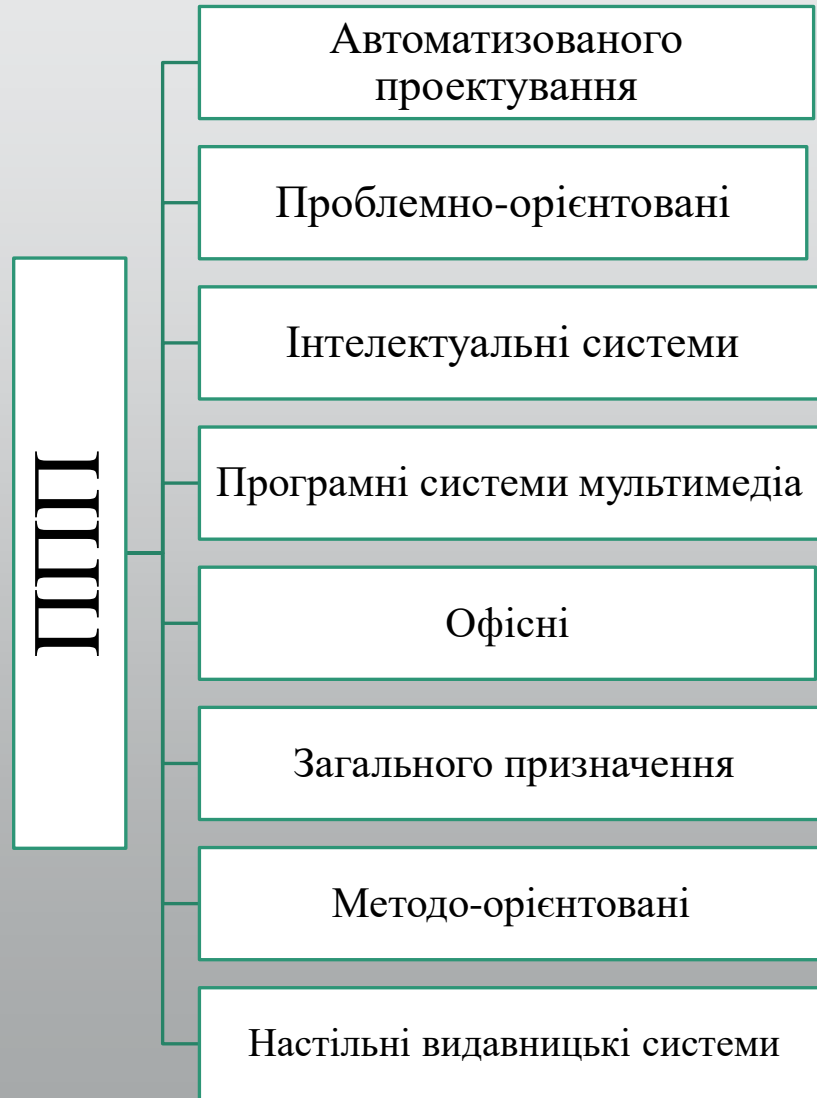 ППП
Автоматизованого
проектування
Проблемно-орієнтовані
Інтелектуальні системи
Програмні системи мультимедіа
Офісні
Загального призначення
Методо-орієнтовані
Настільні видавницькі системи